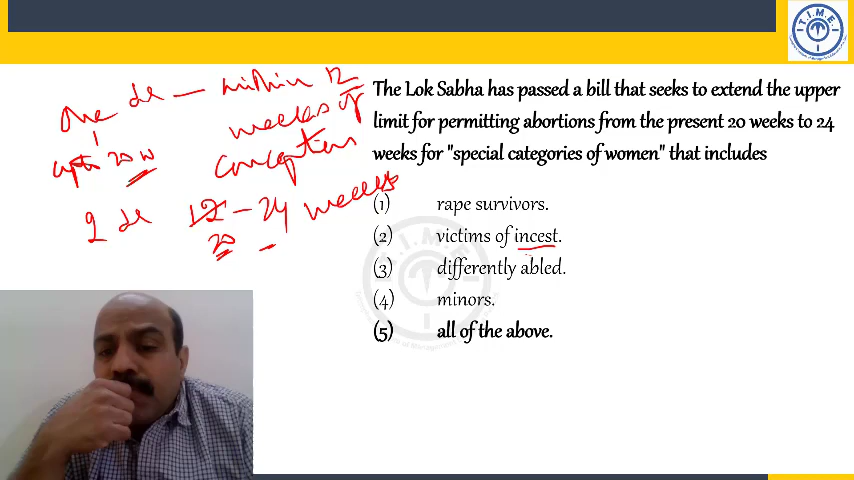 T.I.M.E.
One dr — within 12
weeks of
conception
upto 20 w
2 dr 12 - 24 weeks
20
The Lok Sabha has passed a bill that seeks to extend the upper
limit for permitting abortions from the present 20 weeks to 24
weeks for "special categories of women" that includes
(1) rape survivors.
(2) victims of incest.
(3) differently abled.
(4) minors.
(5) all of the above.